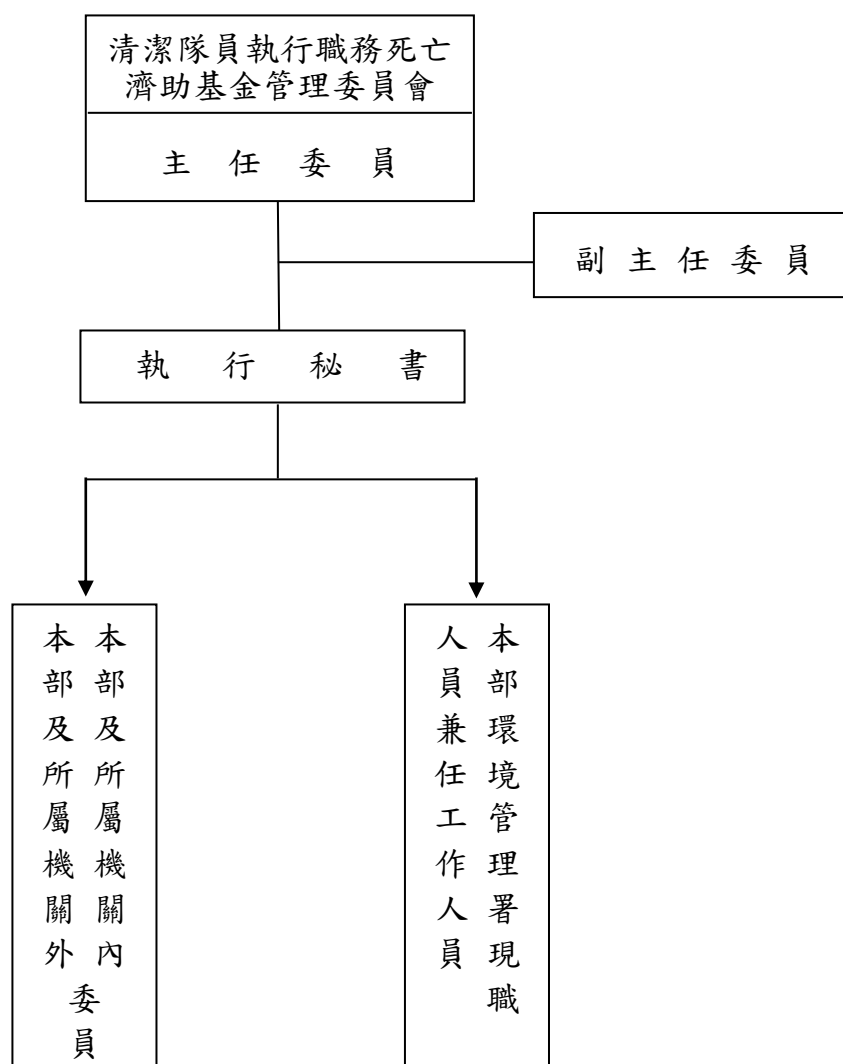 清潔隊員執行職務死亡
濟助基金管理委員會
主任委員
副主任委員
執行秘書
本部及所屬機關內
本部及所屬機關外
委員
本部環境管理署現職
人員兼任工作人員